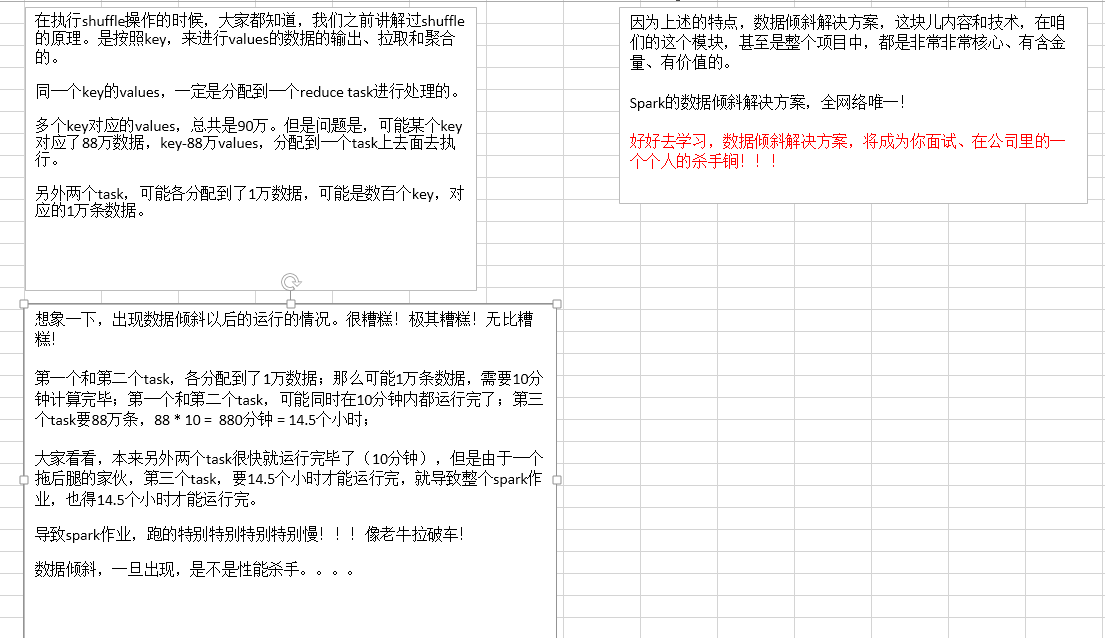 在执行shuffle操作的时候，大家都知道，我们之前讲解过shuffle
的原理。是按照key，来进行values的数据的输出、拉取和聚合
的。
同一个key的values，一定是分配到一个reduce task进行处理的。
多个key对应的values，总共是90万。但是问题是，可能某个key
对应了88万数据，key-88万values，分配到一个task上去面去执
行。
另外两个task，可能各分配到了1万数据，可能是数百个key，对
应的1万条数据。
因为上述的特点，数据倾斜解决方案，这块儿内容和技术，在咱
们的这个模块，甚至是整个项目中，都是非常非常核心、有含金
量、有价值的。
Spark的数据倾斜解决方案，全网络唯一！
好好去学习，数据倾斜解决方案，将成为你面试、在公司里的一
个个人的杀手锏！！！
想象一下，出现数据倾斜以后的运行的情况。很糟糕！极其糟糕！无比糟
糕！
第一个和第二个task，各分配到了1万数据；那么可能1万条数据，需要10分
钟计算完毕；第一个和第二个task，可能同时在10分钟内都运行完了；第三
个task要88万条，88 * 10 = 880分钟 = 14.5个小时；
大家看看，本来另外两个task很快就运行完毕了（10分钟），但是由于一个
拖后腿的家伙，第三个task，要14.5个小时才能运行完，就导致整个spark作
业，也得14.5个小时才能运行完。
导致spark作业，跑的特别特别特别特别慢！！！像老牛拉破车！
数据倾斜，一旦出现，是不是性能杀手。。。。